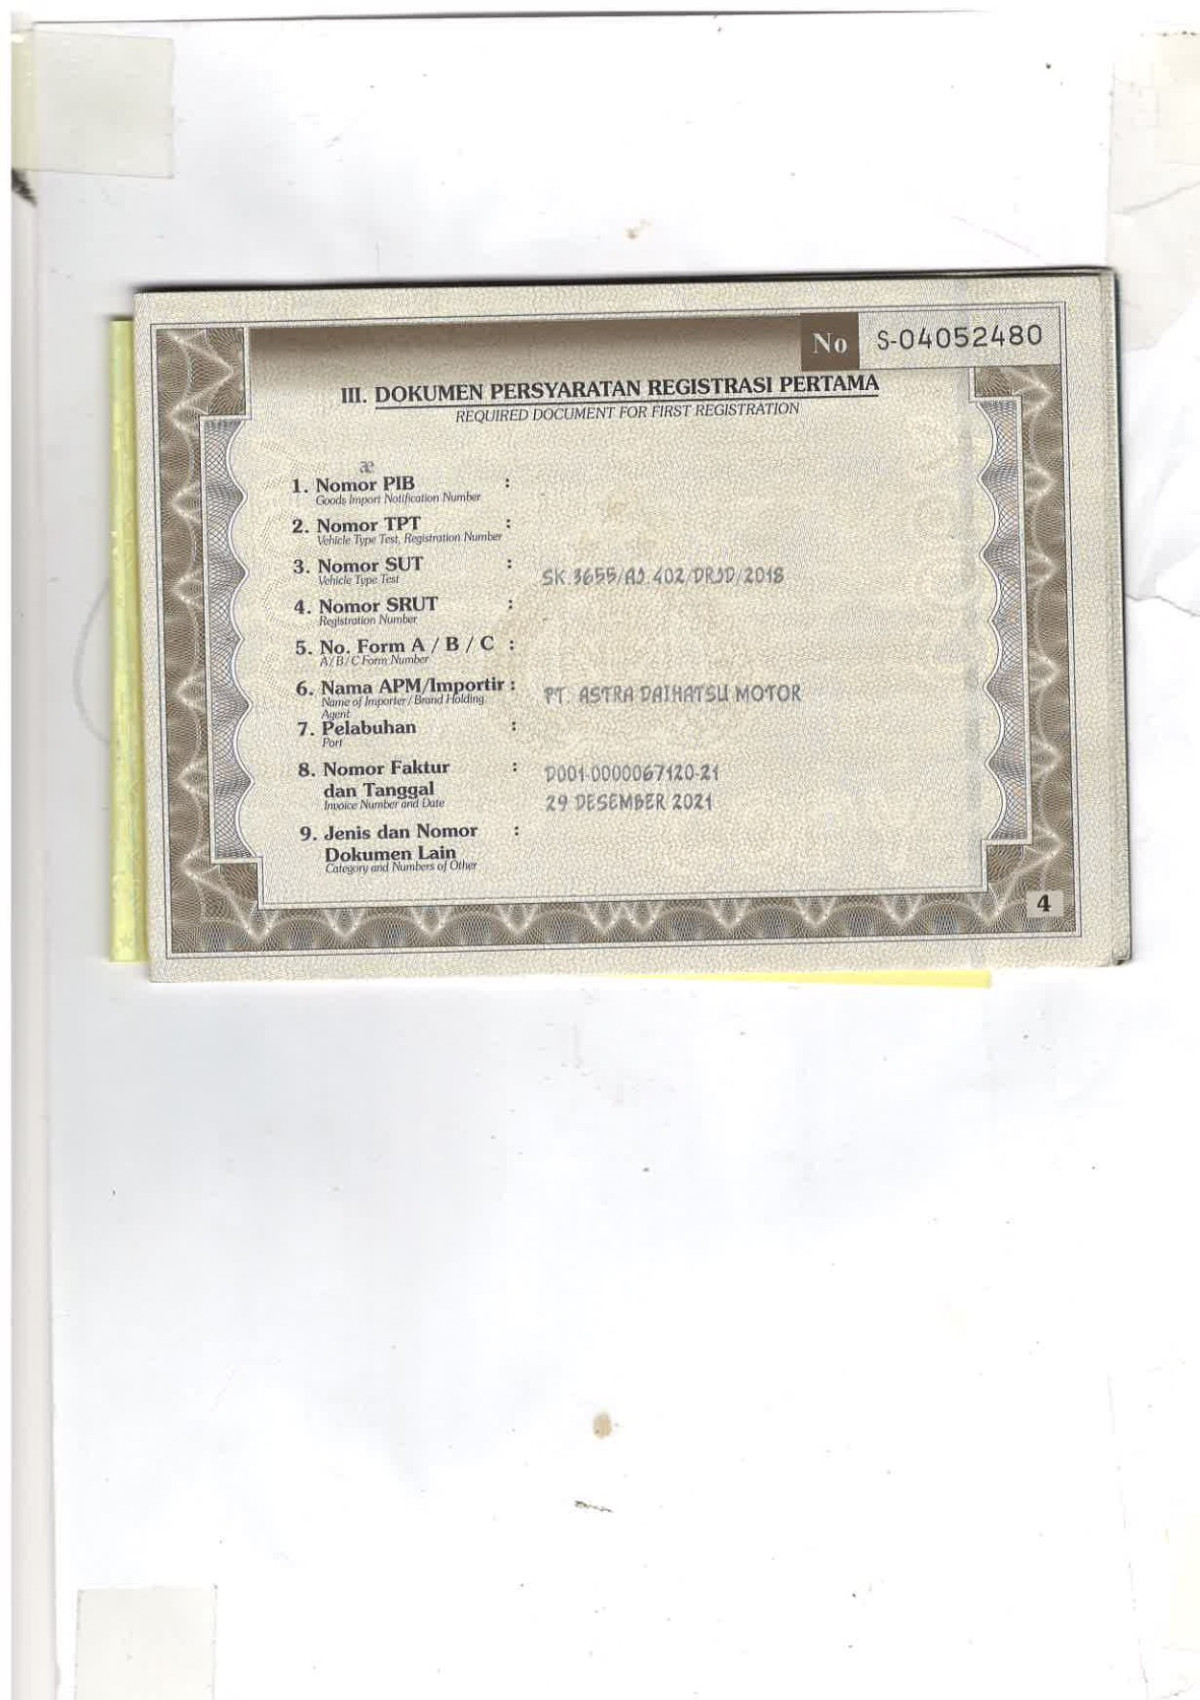 No S-04052480
III. DOKUMEN PERSYARATAN REGISTRASI PERTAMA
REQUIRED DOCUMENT FOR FIRST REGISTRATION
æ
1. Nomor PIB :
Goods Import Notification Number
2. Nomor TPT :
Vehicle Type Test, Registration Number
3. Nomor SUT : SK.3655/AJ.402/DRJD/2018
Vehicle Type Test
4. Nomor SRUT :
Registration Number
5. No. Form A / B / C :
A / B / C Form Number
6. Nama APM/Importir : PT. ASTRA DAIHATSU MOTOR
Name of Importer / Brand Holding
Agent
7. Pelabuhan :
Port
8. Nomor Faktur : D001-0000067120-21
dan Tanggal 29 DESEMBER 2021
Invoice Number and Date
9. Jenis dan Nomor :
Dokumen Lain
Category and Numbers of Other
4